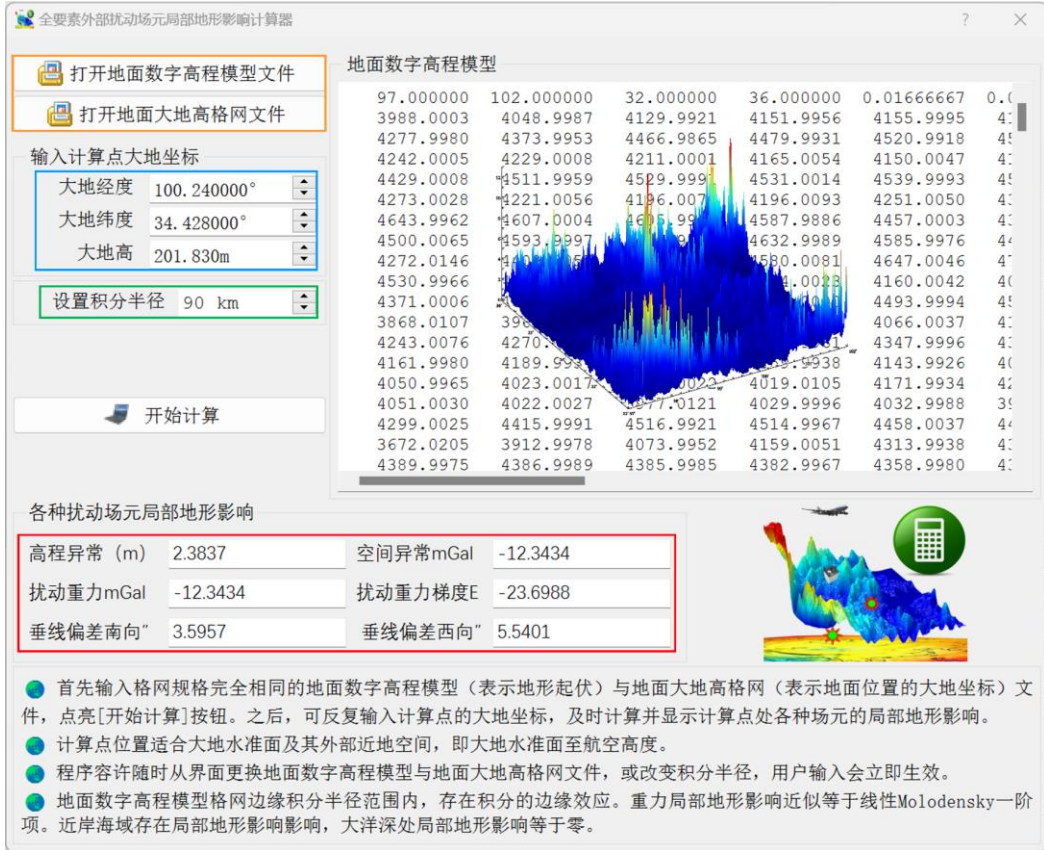 全要素外部扰动场元局部地形影响计算器
打开地面数字高程模型文件
打开地面大地高格网文件
输入计算点大地坐标
大地经度 100.240000°
大地纬度 34.428000°
大地高 201.830m
设置积分半径 90 km
开始计算
地面数字高程模型
97.000000 102.000000 32.000000 36.000000 0.01666667
3988.0003 4048.9987 4129.9921 4151.9956 4155.9995
4277.9980 4373.9953 4466.9865 4479.9931 4520.9918
4242.0005 4229.0008 4211.0001 4165.0054 4150.0047
4429.0008 4511.9959 4531.0014 4539.9993
4273.0028 4221.0056 4196.0093 4251.0050
4643.9962 4607.0004 4587.9886 4457.0003
4500.0065 4593.9997 4632.9989 4585.9976
4272.0146 4647.0046
4530.9966 4160.0042
4371.0006 4493.9994
3868.0107 4066.0037
4243.0076 4347.9996
4161.9980 4143.9926
4050.9965 4023.0017 4019.0105 4171.9934
4051.0030 4022.0027 4029.9996 4032.9988
4299.0025 4415.9991 4516.9921 4514.9967 4458.0037
3672.0205 3912.9978 4073.9952 4159.0051 4313.9938
4389.9975 4386.9989 4385.9985 4382.9967 4358.9980
各种扰动场元局部地形影响
高程异常（m） 2.3837 空间异常mGal -12.3434
扰动重力mGal -12.3434 扰动重力梯度E -23.6988
垂线偏差南向″ 3.5957 垂线偏差西向″ 5.5401
首先输入格网规格完全相同的地面数字高程模型（表示地形起伏）与地面大地高格网（表示地面位置的大地坐标）文
件，点亮[开始计算]按钮。之后，可反复输入计算点的大地坐标，及时计算并显示计算点处各种场元的局部地形影响。
计算点位置适合大地水准面及其外部近地空间，即大地水准面至航空高度。
程序容许随时从界面更换地面数字高程模型与地面大地高格网文件，或改变积分半径，用户输入会立即生效。
地面数字高程模型格网边缘积分半径范围内，存在积分的边缘效应。重力局部地形影响近似等于线性Molodensky一阶
项。近岸海域存在局部地形影响影响，大洋深处局部地形影响等于零。